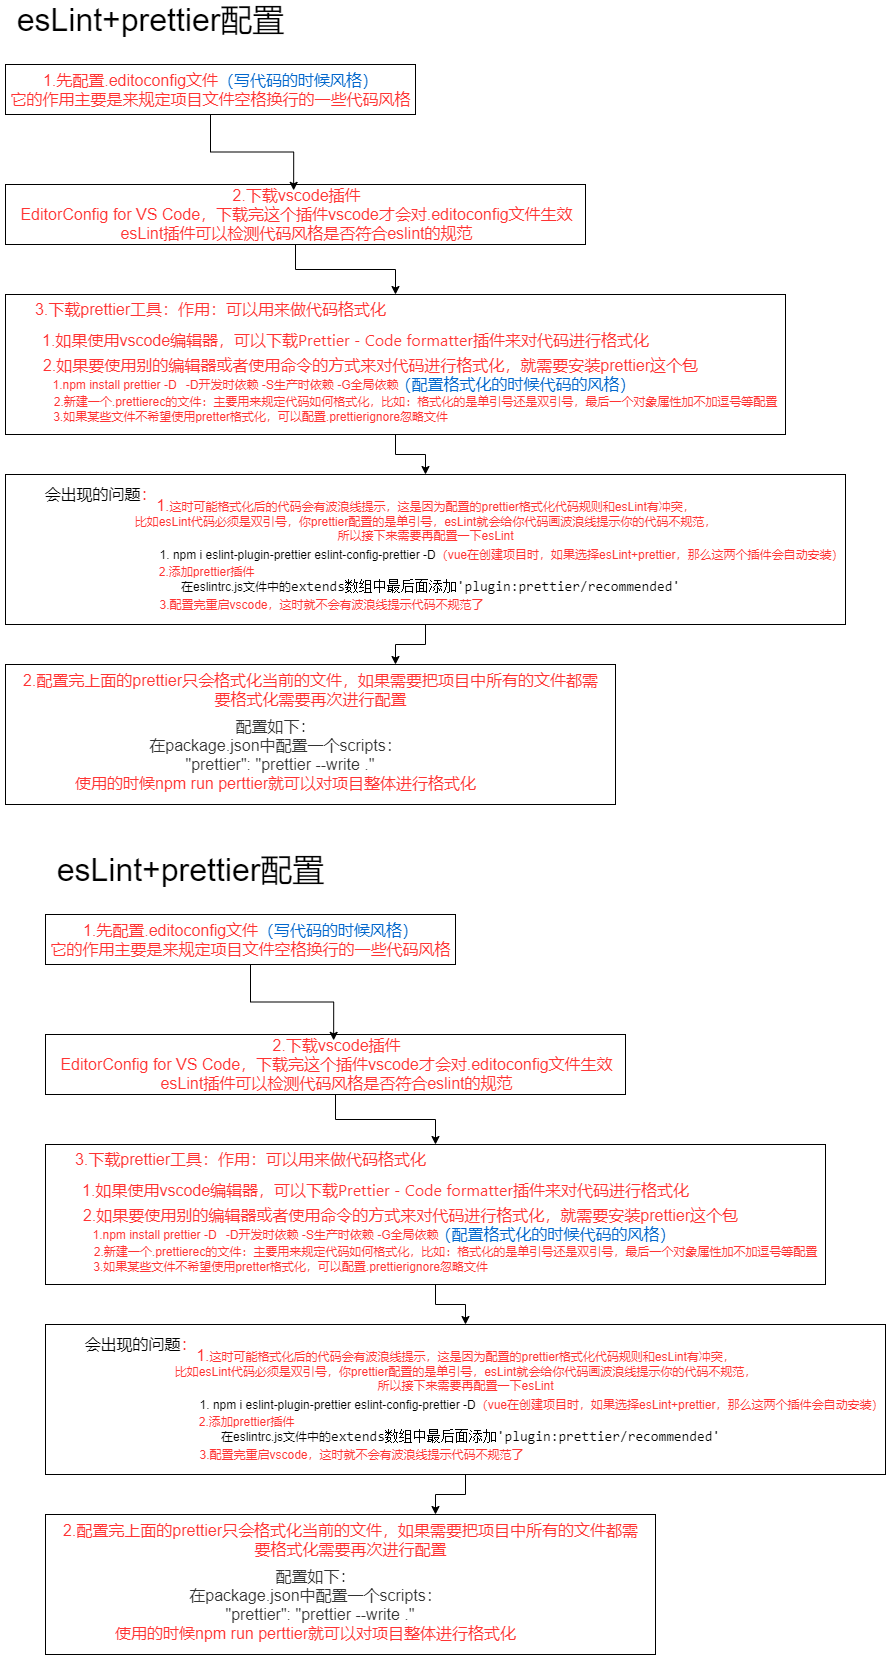 esLint+prettier配置
1.先配置.editoconfig文件（写代码的时候风格）
它的作用主要是来规定项目文件空格换行的一些代码风格
2.下载vscode插件
EditorConfig for VS Code，下载完这个插件vscode才会对.editoconfig文件生效
esLint插件可以检测代码风格是否符合eslint的规范
3.下载prettier工具：作用：可以用来做代码格式化
1.如果使用vscode编辑器，可以下载Prettier - Code formatter插件来对代码进行格式化
2.如果要使用别的编辑器或者使用命令的方式来对代码进行格式化，就需要安装prettier这个包
1.npm install prettier -D   -D开发时依赖 -S生产时依赖 -G全局依赖（配置格式化的时候代码的风格）
2.新建一个.prettierec的文件：主要用来规定代码如何格式化，比如：格式化的是单引号还是双引号，最后一个对象属性加不加逗号等配置
3.如果某些文件不希望使用pretter格式化，可以配置.prettierignore忽略文件
会出现的问题：
1.这时可能格式化后的代码会有波浪线提示，这是因为配置的prettier格式化代码规则和esLint有冲突，
比如esLint代码必须是双引号，你prettier配置的是单引号，esLint就会给你代码画波浪线提示你的代码不规范，
所以接下来需要再配置一下esLint
1. npm i eslint-plugin-prettier eslint-config-prettier -D（vue在创建项目时，如果选择esLint+prettier，那么这两个插件会自动安装）
2.添加prettier插件
在eslintrc.js文件中的extends数组中最后面添加'plugin:prettier/recommended'
3.配置完重启vscode，这时就不会有波浪线提示代码不规范了
2.配置完上面的prettier只会格式化当前的文件，如果需要把项目中所有的文件都需
要格式化需要再次进行配置
配置如下：
在package.json中配置一个scripts：
"prettier": "prettier --write ."
使用的时候npm run perttier就可以对项目整体进行格式化
esLint+prettier配置
1.先配置.editoconfig文件（写代码的时候风格）
它的作用主要是来规定项目文件空格换行的一些代码风格
2.下载vscode插件
EditorConfig for VS Code，下载完这个插件vscode才会对.editoconfig文件生效
esLint插件可以检测代码风格是否符合eslint的规范
3.下载prettier工具：作用：可以用来做代码格式化
1.如果使用vscode编辑器，可以下载Prettier - Code formatter插件来对代码进行格式化
2.如果要使用别的编辑器或者使用命令的方式来对代码进行格式化，就需要安装prettier这个包
1.npm install prettier -D   -D开发时依赖 -S生产时依赖 -G全局依赖（配置格式化的时候代码的风格）
2.新建一个.prettierec的文件：主要用来规定代码如何格式化，比如：格式化的是单引号还是双引号，最后一个对象属性加不加逗号等配置
3.如果某些文件不希望使用pretter格式化，可以配置.prettierignore忽略文件
会出现的问题：
1.这时可能格式化后的代码会有波浪线提示，这是因为配置的prettier格式化代码规则和esLint有冲突，
比如esLint代码必须是双引号，你prettier配置的是单引号，esLint就会给你代码画波浪线提示你的代码不规范，
所以接下来需要再配置一下esLint
1. npm i eslint-plugin-prettier eslint-config-prettier -D（vue在创建项目时，如果选择esLint+prettier，那么这两个插件会自动安装）
2.添加prettier插件
在eslintrc.js文件中的extends数组中最后面添加'plugin:prettier/recommended'
3.配置完重启vscode，这时就不会有波浪线提示代码不规范了
2.配置完上面的prettier只会格式化当前的文件，如果需要把项目中所有的文件都需
要格式化需要再次进行配置
配置如下：
在package.json中配置一个scripts：
"prettier": "prettier --write ."
使用的时候npm run perttier就可以对项目整体进行格式化